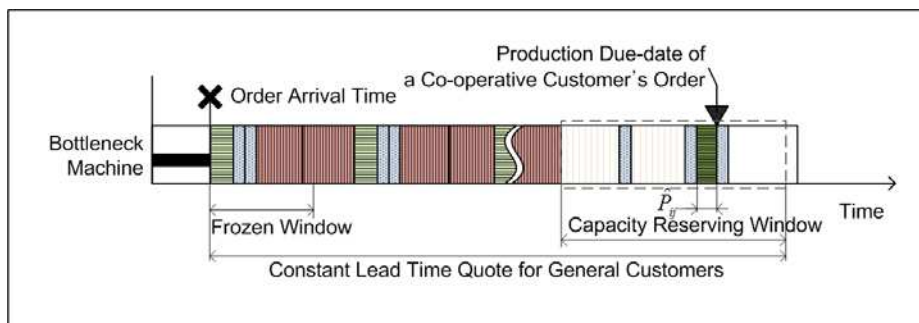 Production Due-date of
a Co-operative Customer's Order
Order Arrival Time
Bottleneck
Machine
P̂ij
Time
Frozen Window
Capacity Reserving Window
Constant Lead Time Quote for General Customers